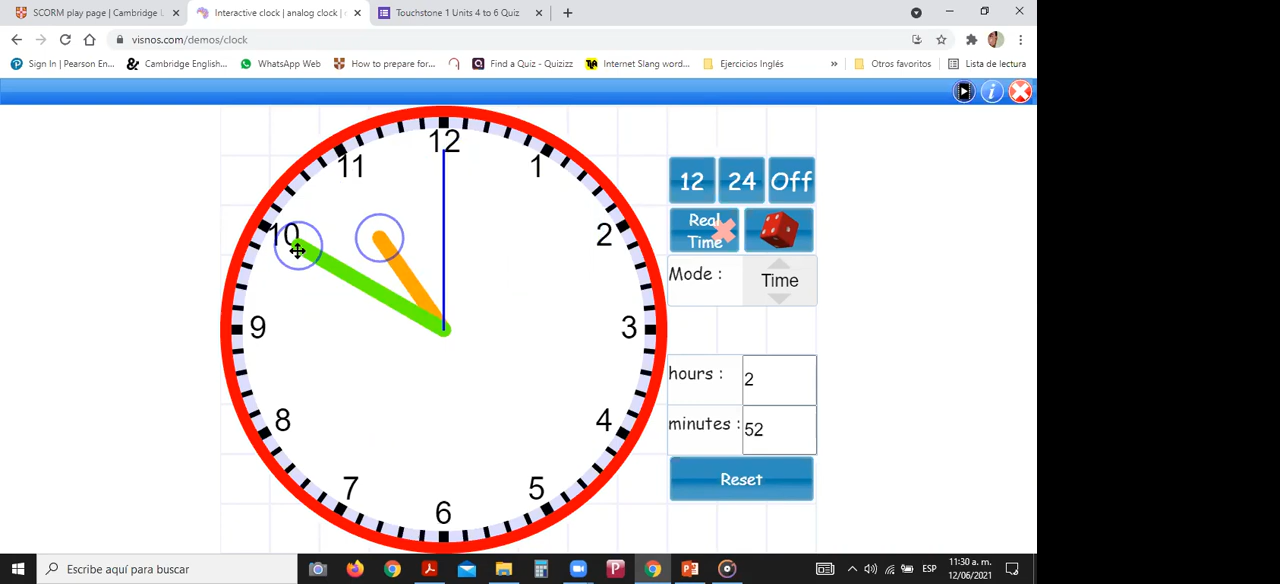 SCORM play page | Cambridge L
Interactive clock | analog clock |
Touchstone 1 Units 4 to 6 Quiz
visnos.com/demos/clock
Sign In | Pearson En...
Cambridge English...
WhatsApp Web
How to prepare for...
Find a Quiz - Quizizz
Internet Slang word...
Ejercicios Inglés
»
Otros favoritos
Lista de lectura
12
11
1
10
2
9
3
8
4
7
5
6
12
24
Off
Real
Time
Mode :
Time
hours :
2
minutes :
52
Reset
Escribe aquí para buscar
ESP
11:30 a. m.
12/06/2021